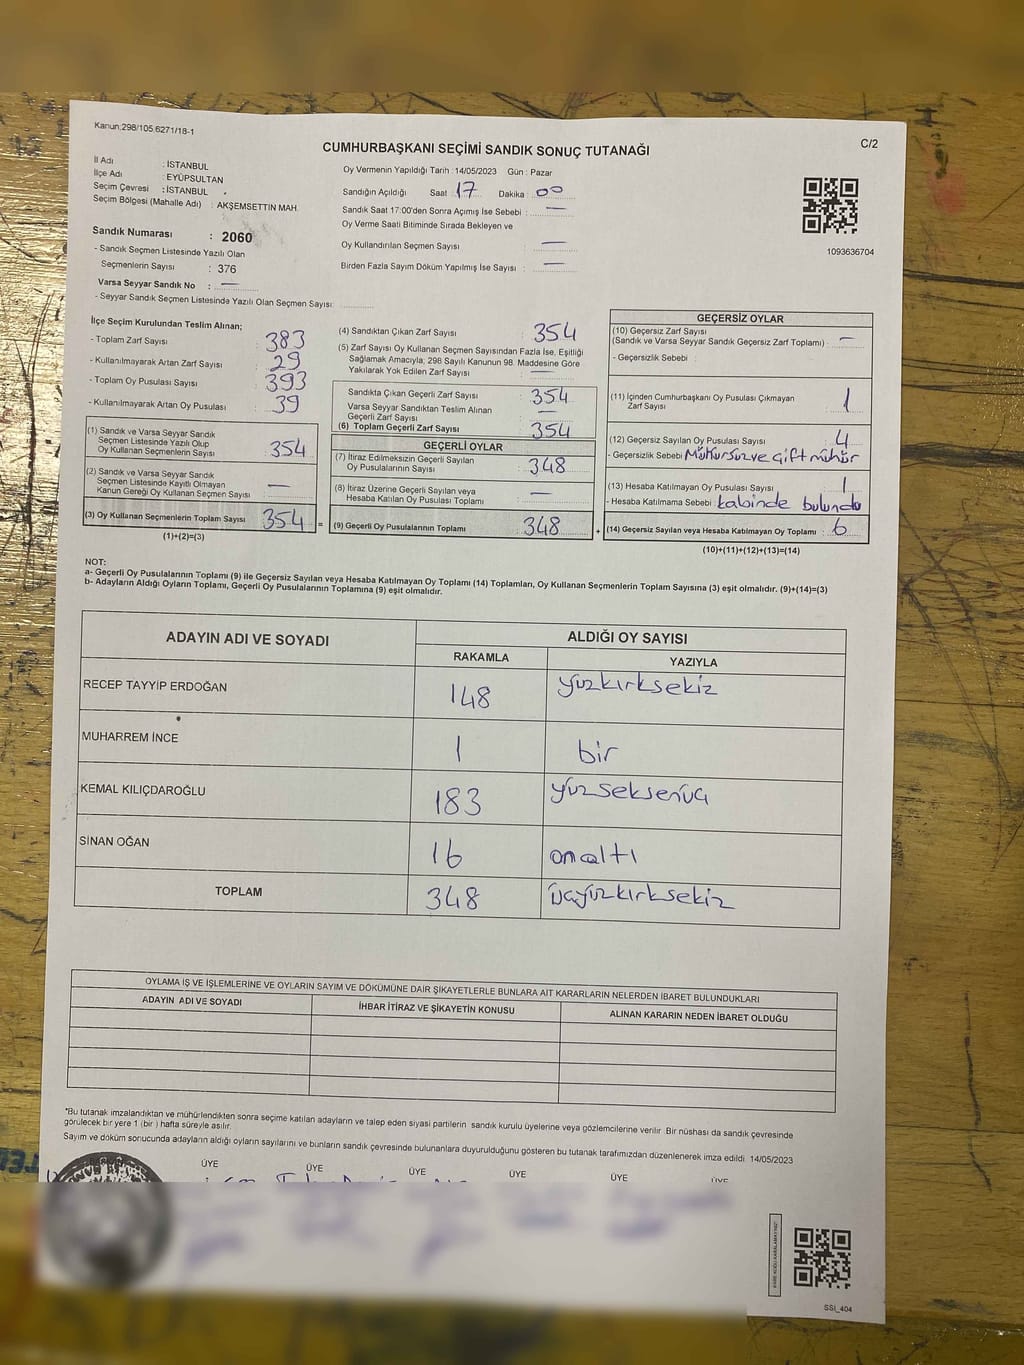 Kanun:298/105 6271/18-1
C/2
CUMHURBAŞKANI SEÇİMİ SANDIK SONUÇ TUTANAĞI
İl Adı : İSTANBUL
İlçe Adı : EYÜPSULTAN
Seçim Çevresi : İSTANBUL
Seçim Bölgesi (Mahalle Adı) : AKŞEMSETTIN MAH.
Sandık Numarası : 2060
- Sandık Seçmen Listesinde Yazılı Olan
Seçmenlerin Sayısı : 376
Varsa Seyyar Sandık No : —
- Seyyar Sandık Seçmen Listesinde Yazılı Olan Seçmen Sayısı:
Oy Vermenin Yapıldığı Tarih : 14/05/2023 Gün : Pazar
Sandığın Açıldığı Saat 17 Dakika : 00
Sandık Saat 17:00'den Sonra Açımış İse Sebebi : —
Oy Verme Saati Bitiminde Sırada Bekleyen ve
Oy Kullandırılan Seçmen Sayısı : —
Birden Fazla Sayım Döküm Yapılmış İse Sayısı : —
1093636704
İlçe Seçim Kurulundan Teslim Alınan;
- Toplam Zarf Sayısı : 383
- Kullanılmayarak Artan Zarf Sayısı : 29
- Toplam Oy Pusulası Sayısı : 393
- Kullanılmayarak Artan Oy Pusulası : 39
(1) Sandık ve Varsa Seyyar Sandık
Seçmen Listesinde Yazılı Olup
Oy Kullanan Seçmenlerin Sayısı : 354
(2) Sandık ve Varsa Seyyar Sandık
Seçmen Listesinde Kayıtlı Olmayan
Kanun Gereği Oy Kullanan Seçmen Sayısı : —
(3) Oy Kullanan Seçmenlerin Toplam Sayısı 354 =
(1)+(2)=(3)
(4) Sandıktan Çıkan Zarf Sayısı : 354
(5) Zarf Sayısı Oy Kullanan Seçmen Sayısından Fazla İse, Eşitliği
Sağlamak Amacıyla; 298 Sayılı Kanunun 98. Maddesine Göre
Yakılarak Yok Edilen Zarf Sayısı : —
Sandıkta Çıkan Geçerli Zarf Sayısı : 354
Varsa Seyyar Sandıktan Teslim Alınan
Geçerli Zarf Sayısı : —
(6) Toplam Geçerli Zarf Sayısı : 354
GEÇERLİ OYLAR
(7) İtiraz Edilmeksizin Geçerli Sayılan
Oy Pusulalarının Sayısı : 348
(8) İtiraz Üzerine Geçerli Sayılan veya
Hesaba Katılan Oy Pusulası Toplamı : —
(9) Geçerli Oy Pusulalarının Toplamı : 348 +
GEÇERSİZ OYLAR
(10) Geçersiz Zarf Sayısı
(Sandık ve Varsa Seyyar Sandık Geçersiz Zarf Toplamı) : —
- Geçersizlik Sebebi :
(11) İçinden Cumhurbaşkanı Oy Pusulası Çıkmayan
Zarf Sayısı : 1
(12) Geçersiz Sayılan Oy Pusulası Sayısı : 4
- Geçersizlik Sebebi Mühürsüz ve çift mühür
(13) Hesaba Katılmayan Oy Pusulası Sayısı : 1
- Hesaba Katılmama Sebebi : kabinde bulundu
(14) Geçersiz Sayılan veya Hesaba Katılmayan Oy Toplamı : 6
(10)+(11)+(12)+(13)=(14)
NOT:
a- Geçerli Oy Pusulalarının Toplamı (9) ile Geçersiz Sayılan veya Hesaba Katılmayan Oy Toplamı (14) Toplamları, Oy Kullanan Seçmenlerin Toplam Sayısına (3) eşit olmalıdır. (9)+(14)=(3)
b- Adayların Aldığı Oyların Toplamı, Geçerli Oy Pusulalarının Toplamına (9) eşit olmalıdır.
ADAYIN ADI VE SOYADI
ALDIĞI OY SAYISI
RAKAMLA YAZIYLA
RECEP TAYYIP ERDOĞAN 148 yüzkırksekiz
MUHARREM İNCE 1 bir
KEMAL KILIÇDAROĞLU 183 yüzseksenüç
SİNAN OĞAN 16 onaltı
TOPLAM 348 üçyüzkırksekiz
OYLAMA İŞ VE İŞLEMLERİNE VE OYLARIN SAYIM VE DÖKÜMÜNE DAİR ŞİKAYETLERLE BUNLARA AİT KARARLARIN NELERDEN İBARET BULUNDUKLARI
ADAYIN ADI VE SOYADI
İHBAR İTİRAZ VE ŞİKAYETİN KONUSU
ALINAN KARARIN NEDEN İBARET OLDUĞU
*Bu tutanak imzalandıktan ve mühürlendikten sonra seçime katılan adayların ve talep eden siyasi partilerin sandık kurulu üyelerine veya gözlemcilerine verilir Bir nüshası da sandık çevresinde
görülecek bir yere 1 (bir ) hafta süreyle asılır.
Sayım ve döküm sonucunda adayların aldığı oyların sayılarını ve bunların sandık çevresinde bulunanlara duyurulduğunu gösteren bu tutanak tarafımızdan düzenlenerek imza edildi 14/05/2023
ÜYE ÜYE ÜYE ÜYE ÜYE ÜYE
SSİ_404